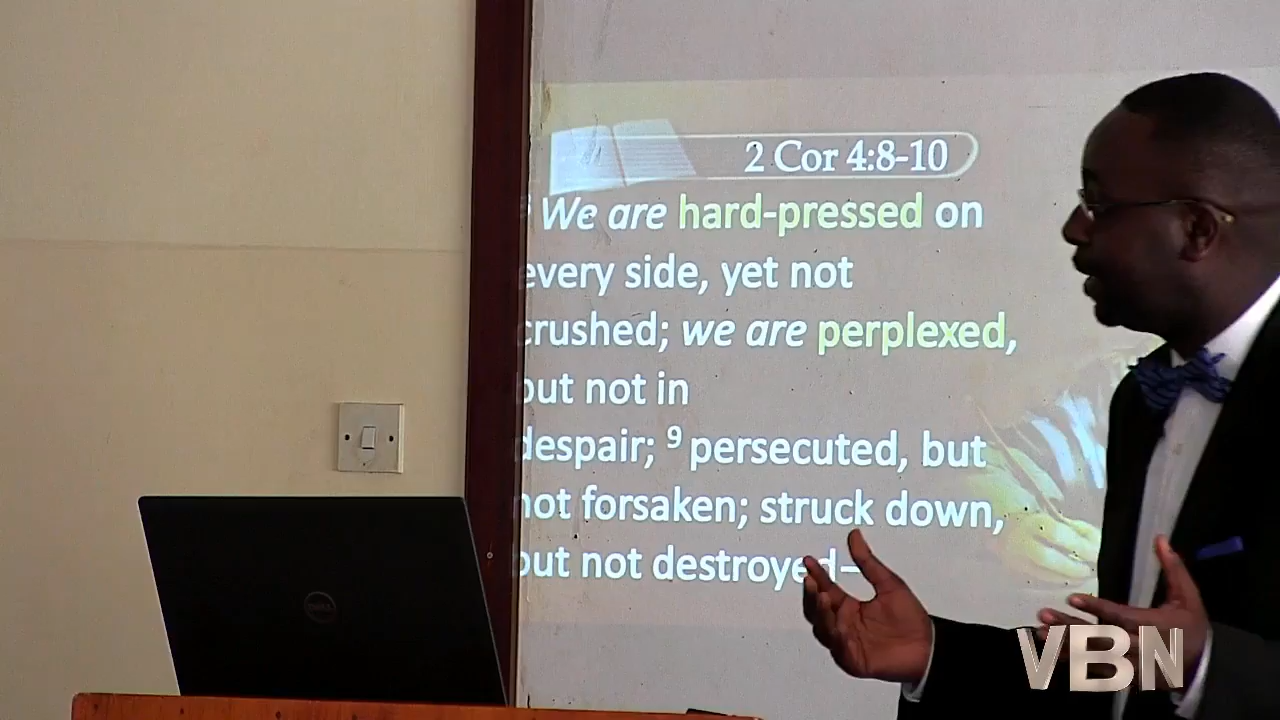 2 Cor 4:8-10
We are hard-pressed on
every side, yet not
crushed; we are perplexed,
but not in
despair; 9 persecuted, but
not forsaken; struck down,
but not destroyed—
DELL
VBN